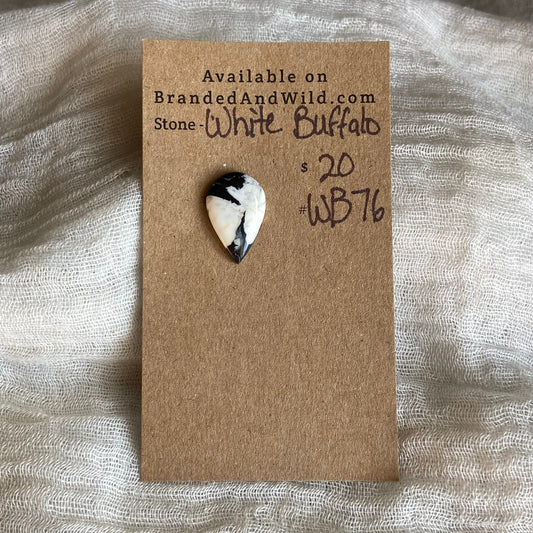 Available on
BrandedAndWild.com
Stone - White Buffalo
$ 20
# WB76